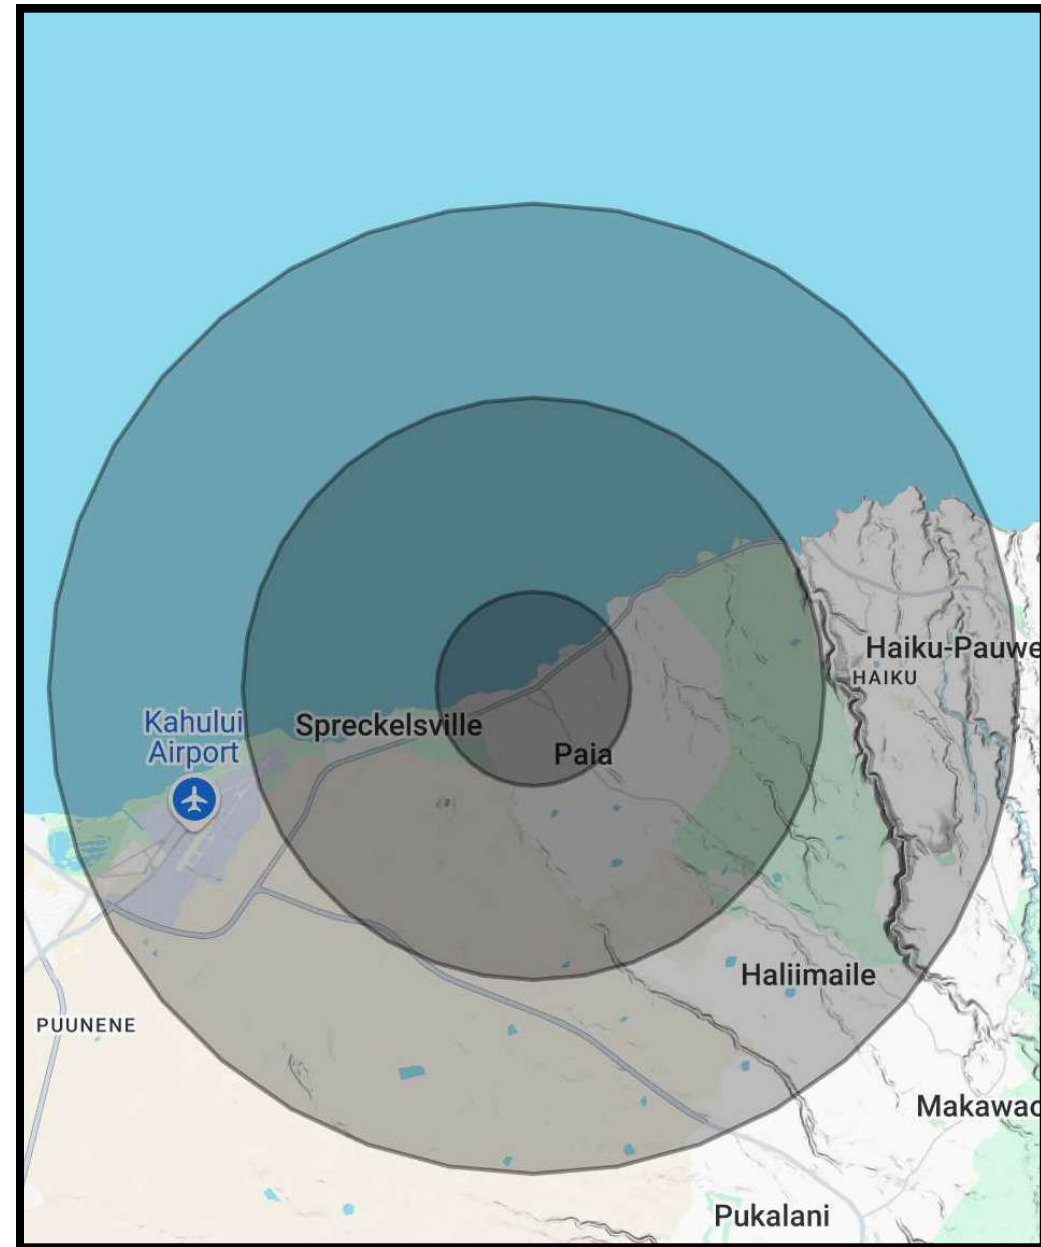 Haiku-Pauwe
HAIKU
Kahului
Airport
Spreckelsville
Paia
Haliimaile
PUUNENE
Makawao
Pukalani